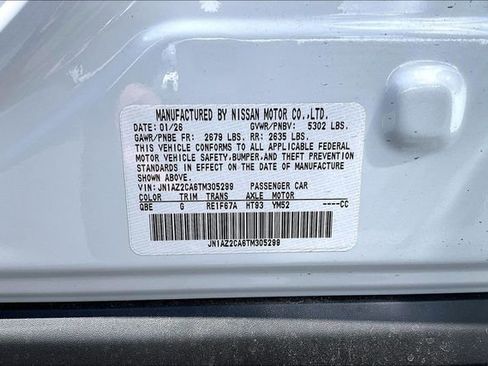 MANUFACTURED BY NISSAN MOTOR CO.,LTD.
DATE: 01/26 GVWR/PNBV: 5302 LBS.
GAWR/PNBE FR: 2679 LBS. RR: 2635 LBS.
THIS VEHICLE CONFORMS TO ALL APPLICABLE FEDERAL
MOTOR VEHICLE SAFETY,BUMPER,AND THEFT PREVENTION
STANDARDS IN EFFECT ON THE DATE OF MANUFACTURE
SHOWN ABOVE.
VIN: JN1AZ2CA6TM305299 PASSENGER CAR
COLOR TRIM TRANS AXLE MOTOR
QBE G RE1F67A HT93 YM52 ----CC
JN1AZ2CA6TM305299